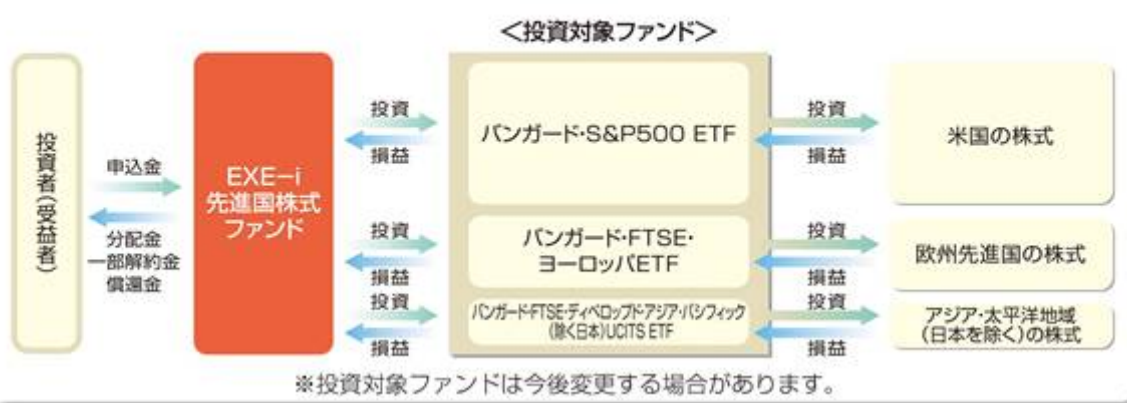 <投資対象ファンド>
投資者(受益者)
申込金
分配金
一部解約金
償還金
EXE-i
先進国株式
ファンド
投資
損益
バンガード・S&P500 ETF
投資
損益
米国の株式
投資
損益
バンガード・FTSE・
ヨーロッパETF
投資
損益
欧州先進国の株式
投資
損益
バンガード・FTSE・ディベロップド・アジア・パシフィック
(除く日本)UCITS ETF
投資
損益
アジア・太平洋地域
(日本を除く)の株式
※投資対象ファンドは今後変更する場合があります。